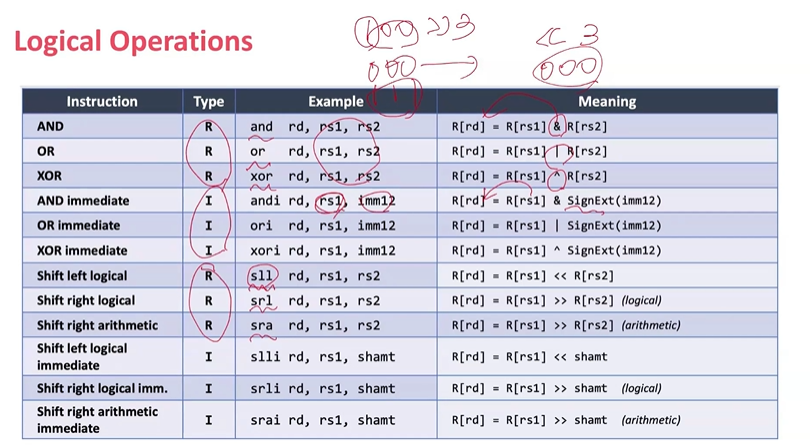 Logical Operations
1000 >> 3
000
1
<< 3
000
Instruction Type Example Meaning
AND R and rd, rs1, rs2 R[rd] = R[rs1] & R[rs2]
OR R or rd, rs1, rs2 R[rd] = R[rs1] | R[rs2]
XOR R xor rd, rs1, rs2 R[rd] = R[rs1] ^ R[rs2]
AND immediate I andi rd, rs1, imm12 R[rd] = R[rs1] & SignExt(imm12)
OR immediate I ori rd, rs1, imm12 R[rd] = R[rs1] | SignExt(imm12)
XOR immediate I xori rd, rs1, imm12 R[rd] = R[rs1] ^ SignExt(imm12)
Shift left logical R sll rd, rs1, rs2 R[rd] = R[rs1] << R[rs2]
Shift right logical R srl rd, rs1, rs2 R[rd] = R[rs1] >> R[rs2] (logical)
Shift right arithmetic R sra rd, rs1, rs2 R[rd] = R[rs1] >> R[rs2] (arithmetic)
Shift left logical
immediate I slli rd, rs1, shamt R[rd] = R[rs1] << shamt
Shift right logical imm. I srli rd, rs1, shamt R[rd] = R[rs1] >> shamt (logical)
Shift right arithmetic
immediate I srai rd, rs1, shamt R[rd] = R[rs1] >> shamt (arithmetic)